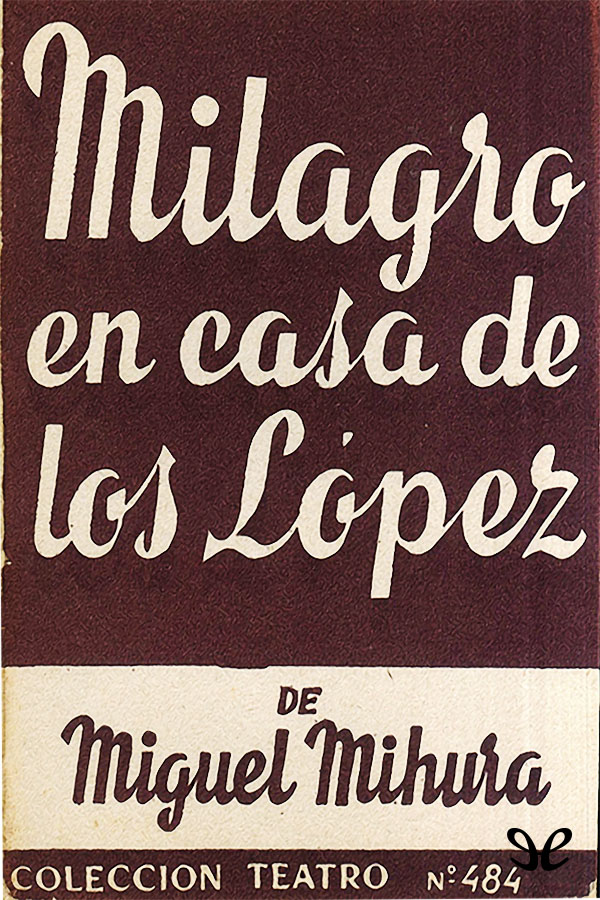 Milagro
en casa de
los López
DE
Miguel Mihura
COLECCION TEATRO Nº 484